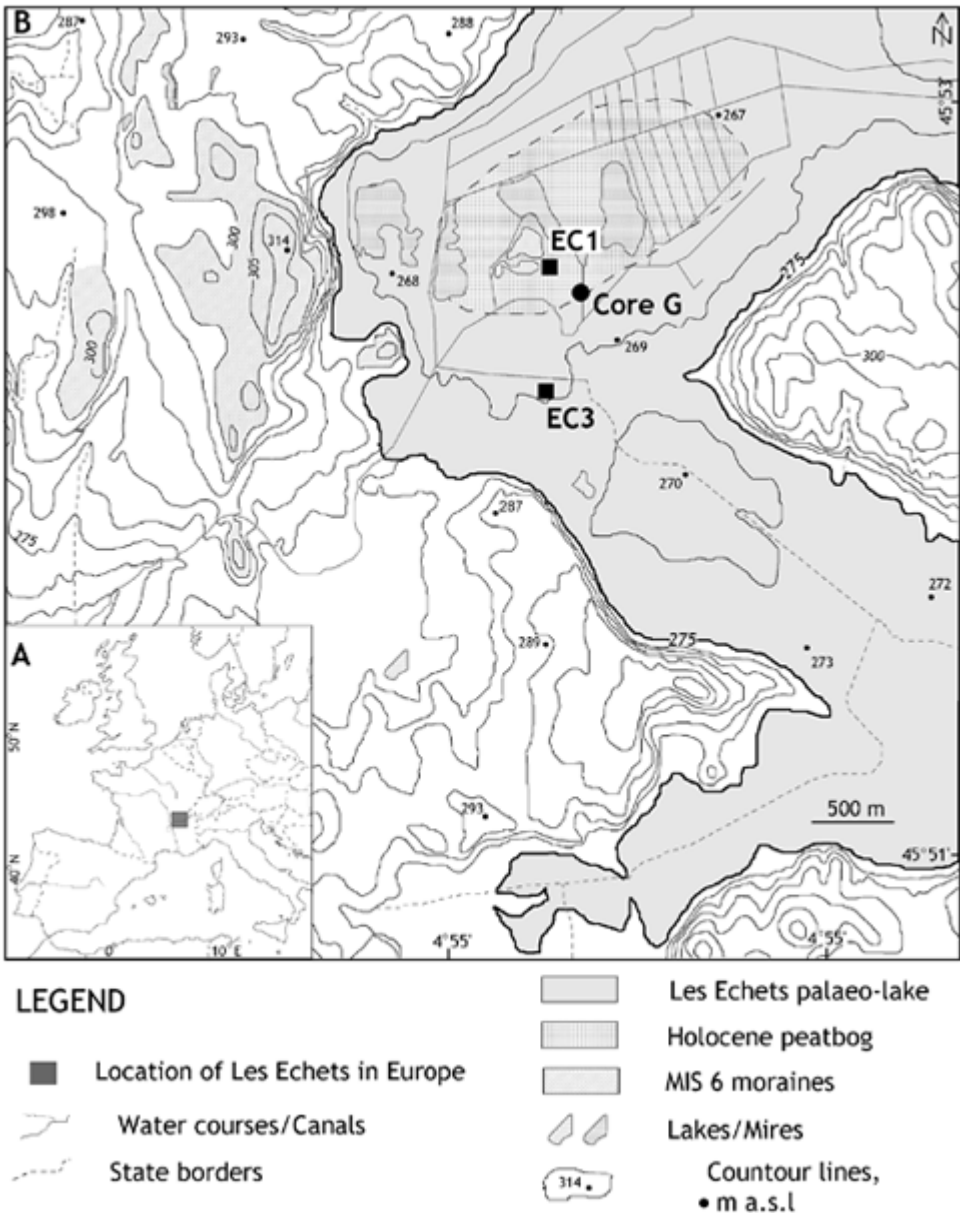 B
287
293
288
N
45°53'
267
298
300
314
305
EC1
275
268
Core G
300
269
300
EC3
270
287
275
272
289
275
273
A
50°N
40°N
0°
10°E
293
500 m
45°51'
4°55'
4°55'
LEGEND
Location of Les Echets in Europe
Water courses/Canals
State borders
Les Echets palaeo-lake
Holocene peatbog
MIS 6 moraines
Lakes/Mires
314
Countour lines,
• m a.s.l